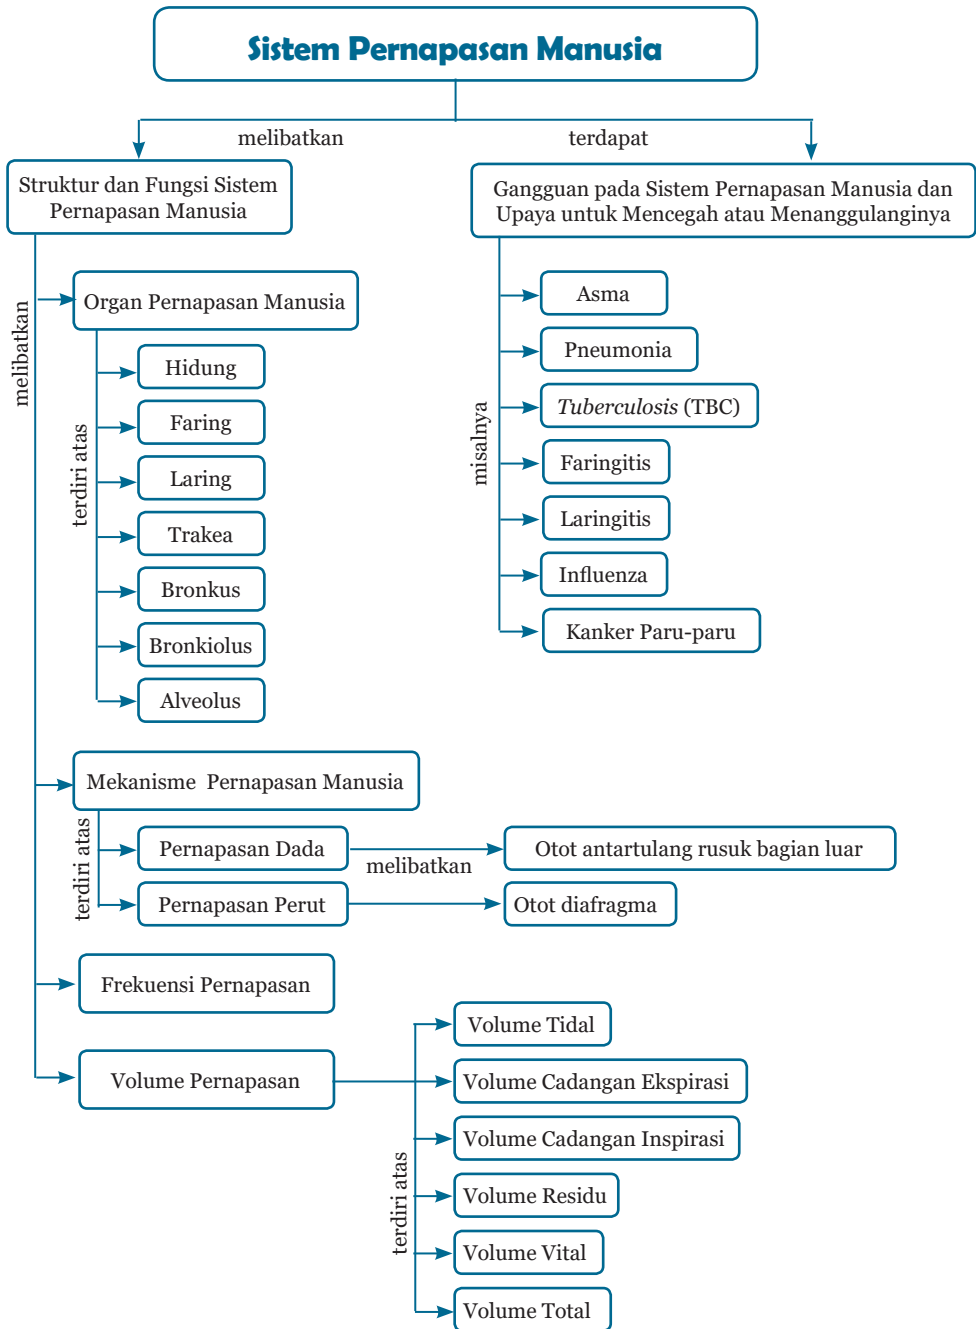 Sistem Pernapasan Manusia
melibatkan
terdapat
Struktur dan Fungsi Sistem
Pernapasan Manusia
Gangguan pada Sistem Pernapasan Manusia dan
Upaya untuk Mencegah atau Menanggulanginya
melibatkan
Organ Pernapasan Manusia
terdiri atas
Hidung
Faring
Laring
Trakea
Bronkus
Bronkiolus
Alveolus
misalnya
Asma
Pneumonia
Tuberculosis (TBC)
Faringitis
Laringitis
Influenza
Kanker Paru-paru
Mekanisme Pernapasan Manusia
terdiri atas
Pernapasan Dada
melibatkan
Otot antartulang rusuk bagian luar
Pernapasan Perut
Otot diafragma
Frekuensi Pernapasan
Volume Pernapasan
terdiri atas
Volume Tidal
Volume Cadangan Ekspirasi
Volume Cadangan Inspirasi
Volume Residu
Volume Vital
Volume Total